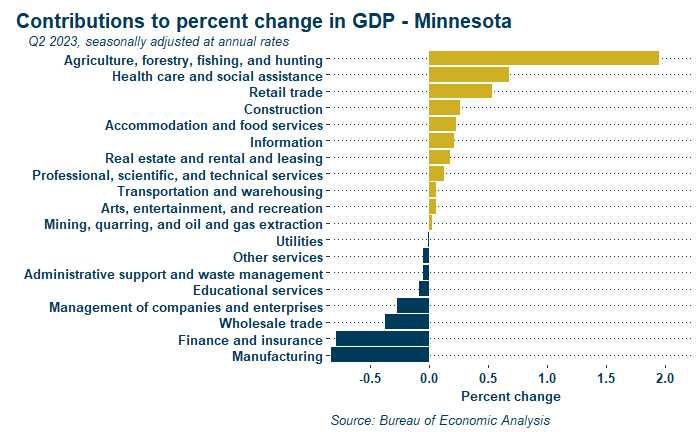 Contributions to percent change in GDP - Minnesota
Q2 2023, seasonally adjusted at annual rates
Agriculture, forestry, fishing, and hunting
Health care and social assistance
Retail trade
Construction
Accommodation and food services
Information
Real estate and rental and leasing
Professional, scientific, and technical services
Transportation and warehousing
Arts, entertainment, and recreation
Mining, quarring, and oil and gas extraction
Utilities
Other services
Administrative support and waste management
Educational services
Management of companies and enterprises
Wholesale trade
Finance and insurance
Manufacturing
-0.5 0.0 0.5 1.0 1.5 2.0
Percent change
Source: Bureau of Economic Analysis